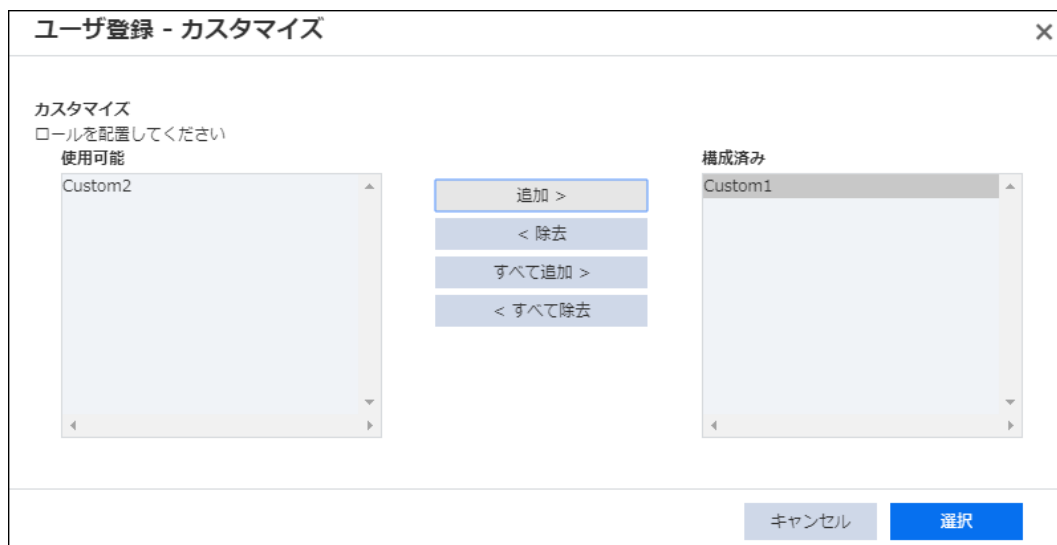 ユーザ登録 - カスタマイズ
×
カスタマイズ
ロールを配置してください
使用可能
Custom2
追加 >
< 除去
すべて追加 >
< すべて除去
構成済み
Custom1
キャンセル
選択